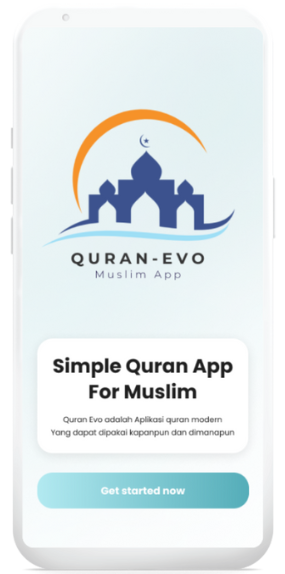 QURAN-EVO
Muslim App
Simple Quran App
For Muslim
Quran Evo adalah Aplikasi quran modern
Yang dapat dipakai kapanpun dan dimanapun
Get started now